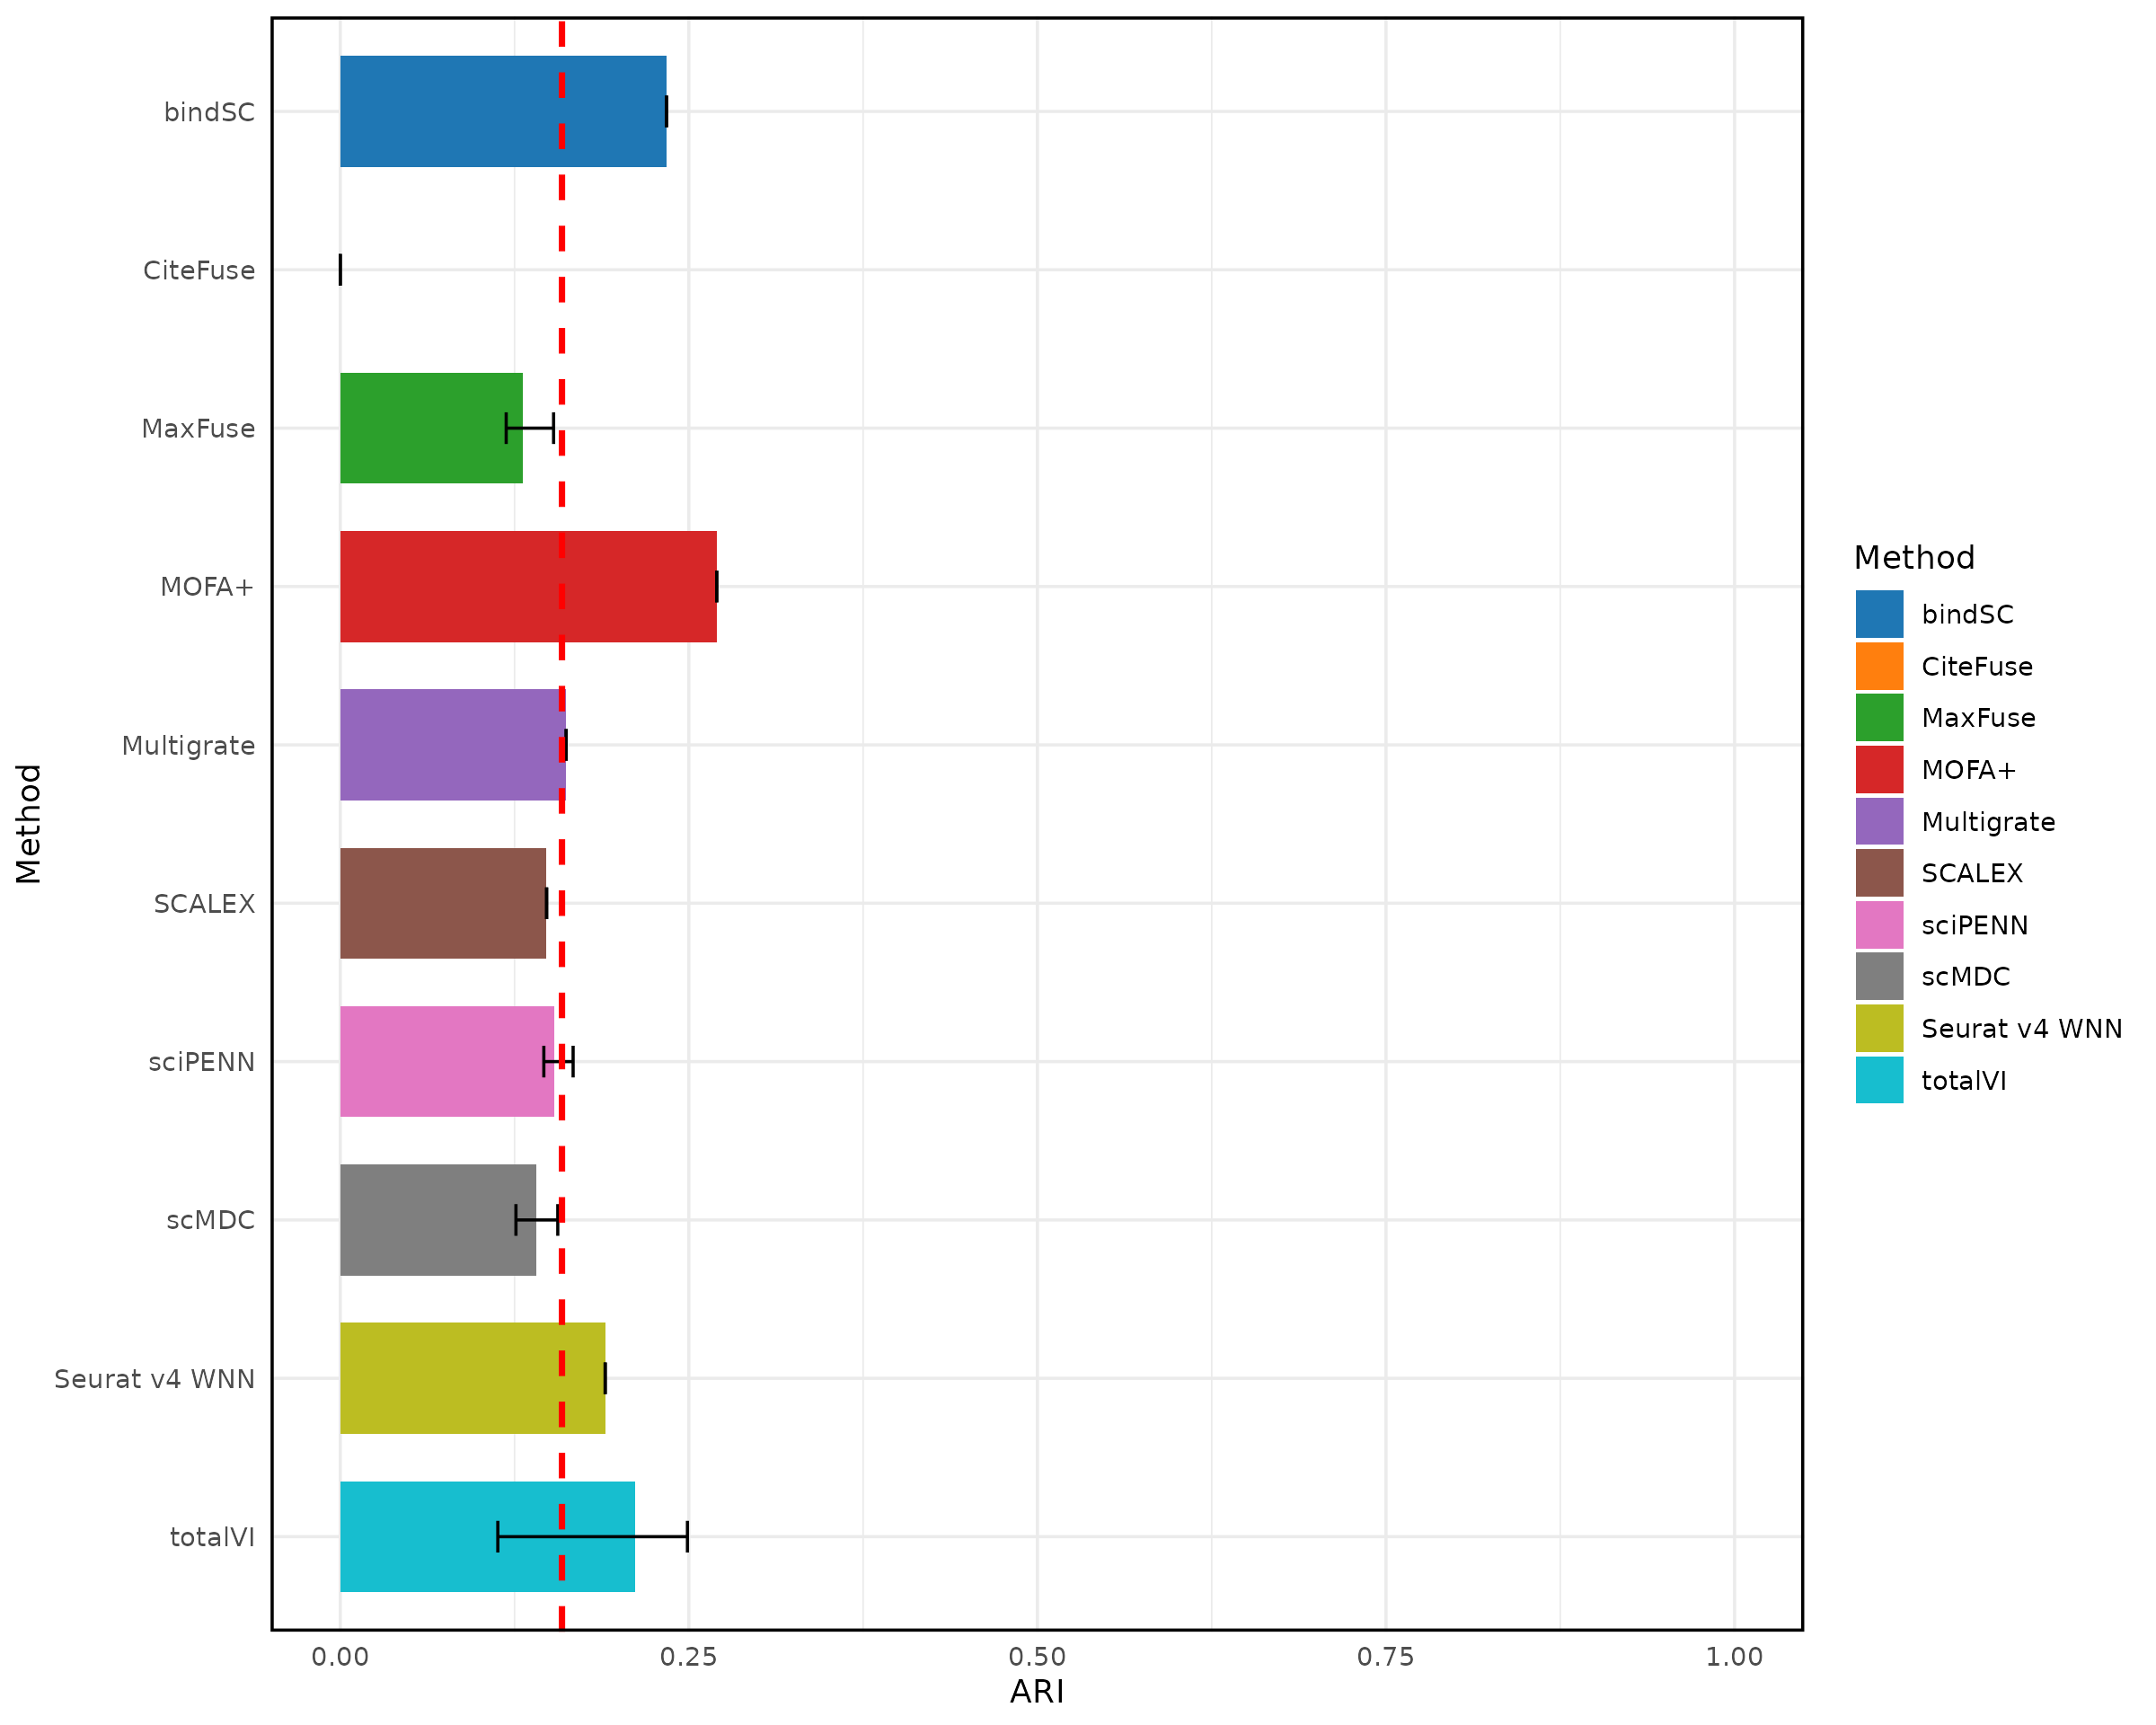 bindSC
CiteFuse
MaxFuse
MOFA+
Multigrate
SCALEX
sciPENN
scMDC
Seurat v4 WNN
totalVI
Method
0.00 0.25 0.50 0.75 1.00
ARI
Method
bindSC
CiteFuse
MaxFuse
MOFA+
Multigrate
SCALEX
sciPENN
scMDC
Seurat v4 WNN
totalVI